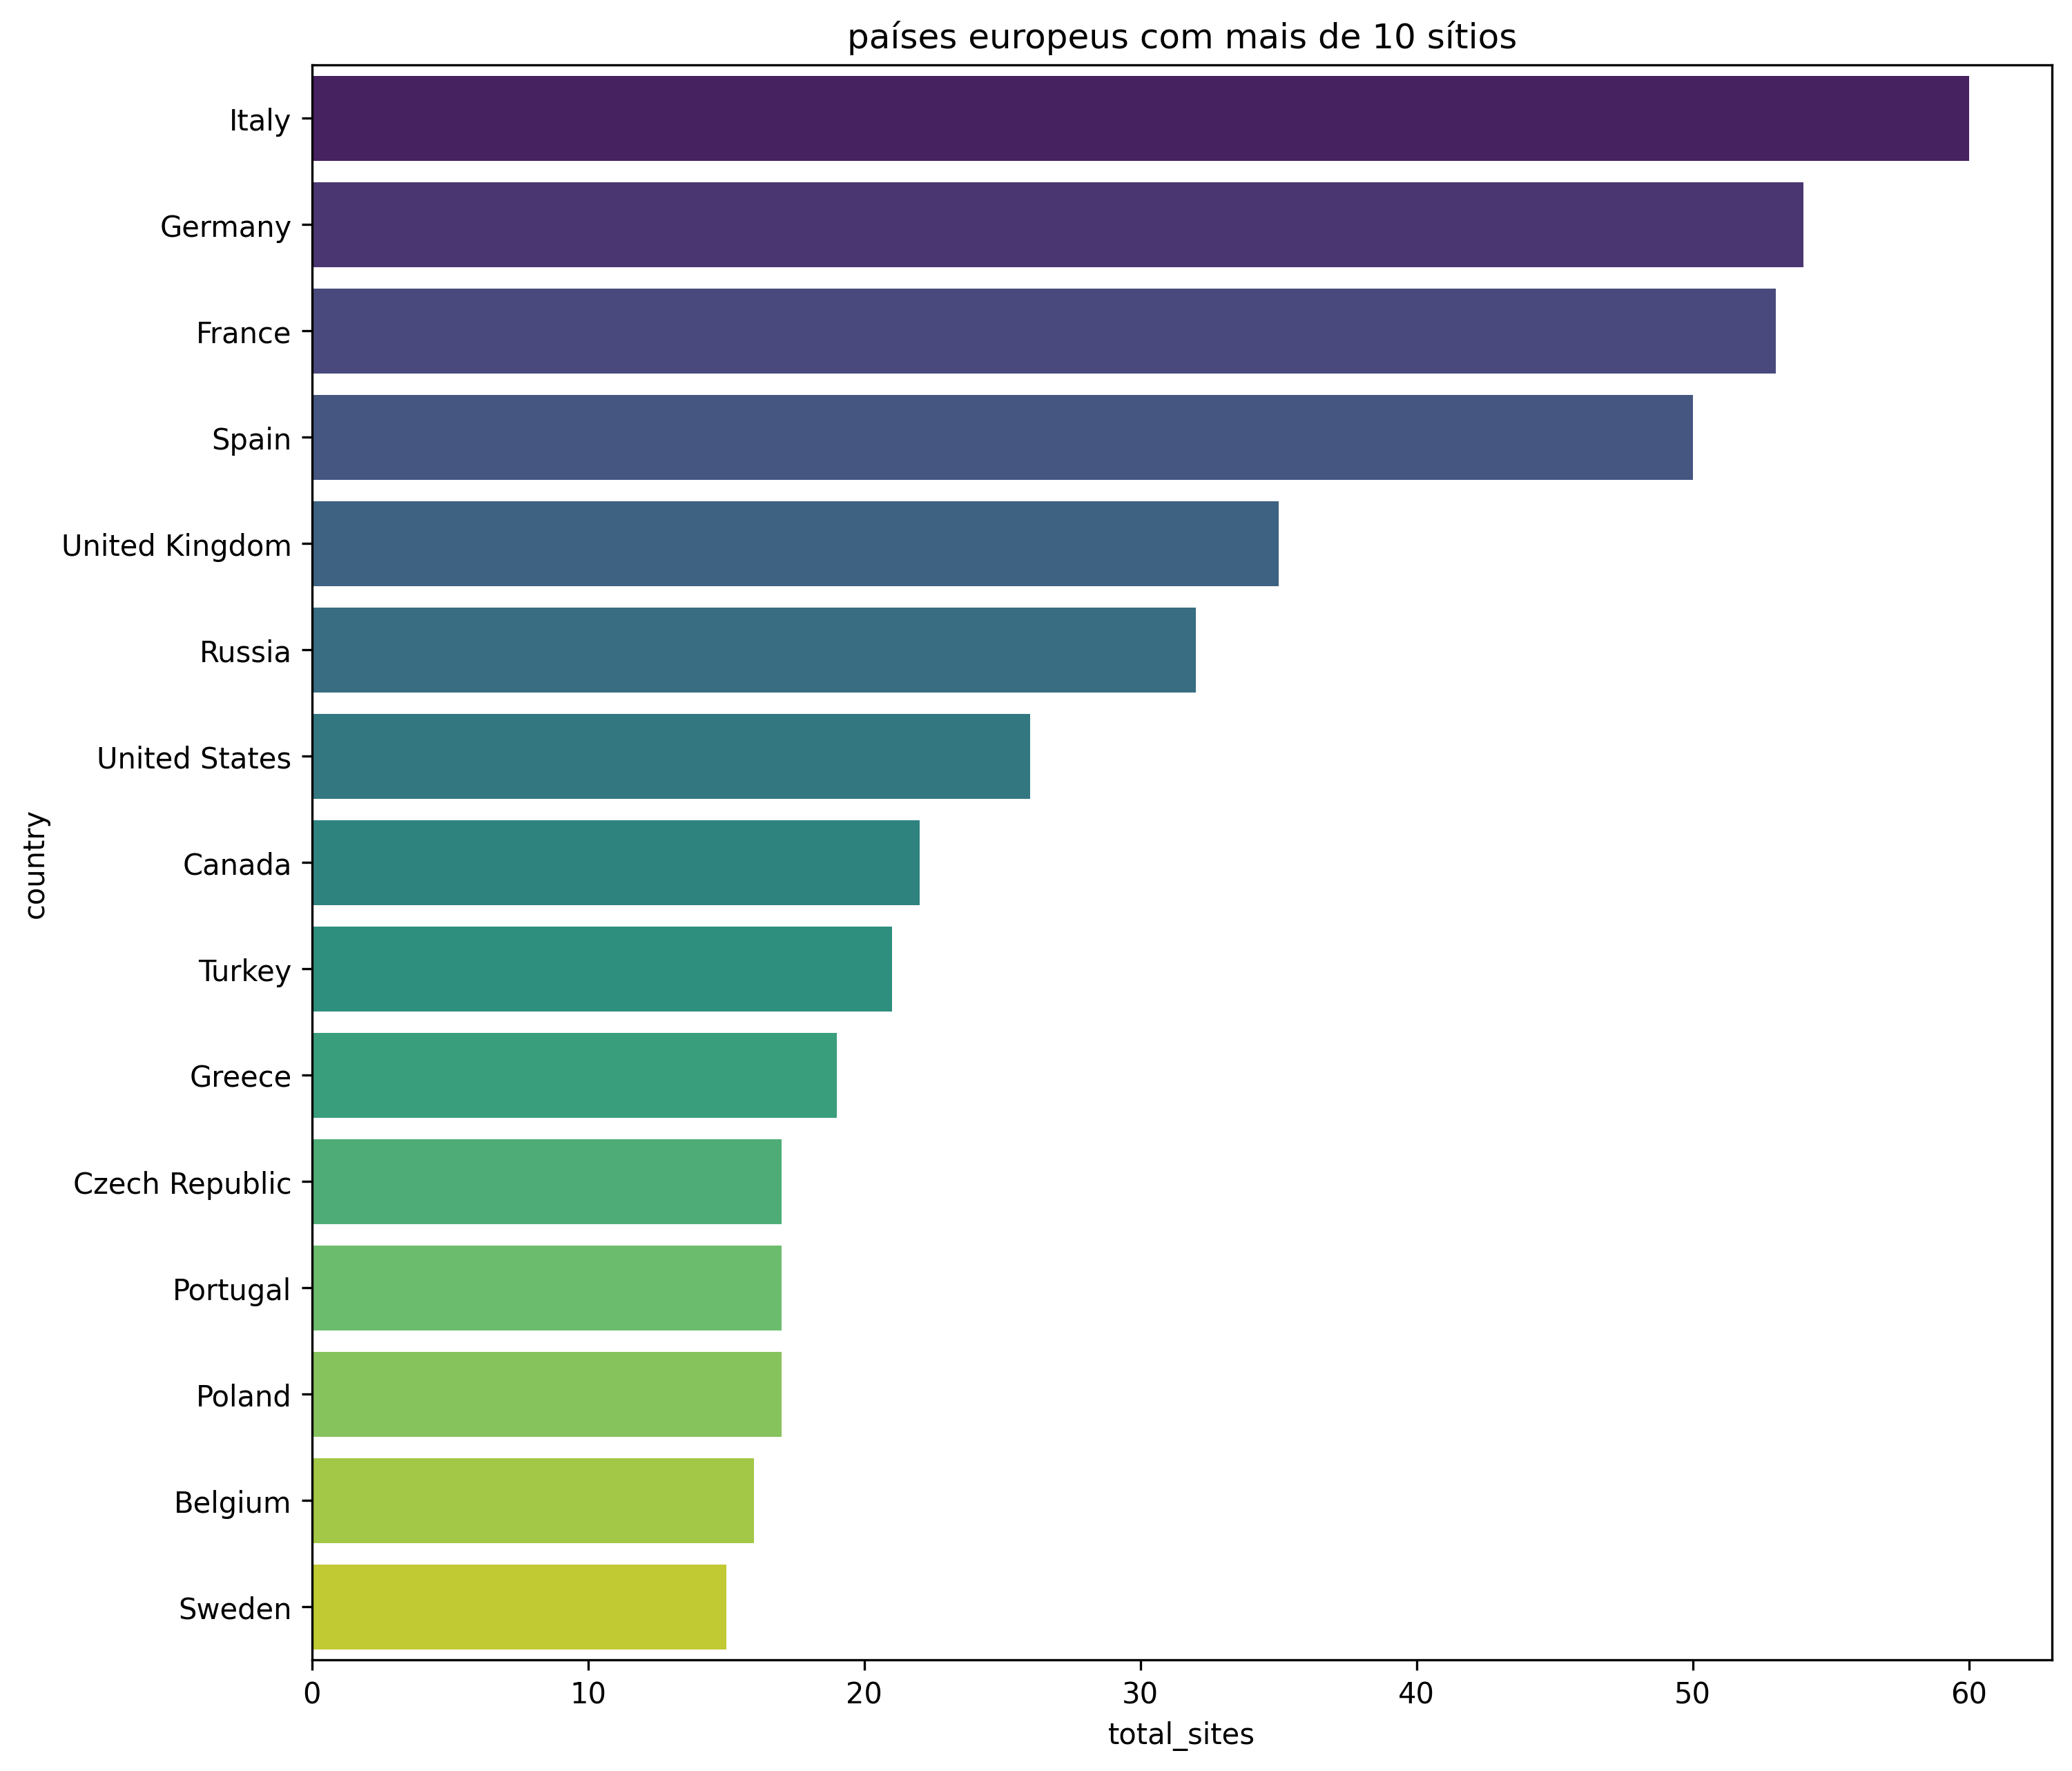 países europeus com mais de 10 sítios
Italy
Germany
France
Spain
United Kingdom
Russia
United States
Canada
Turkey
Greece
Czech Republic
Portugal
Poland
Belgium
Sweden
country
0 10 20 30 40 50 60
total_sites